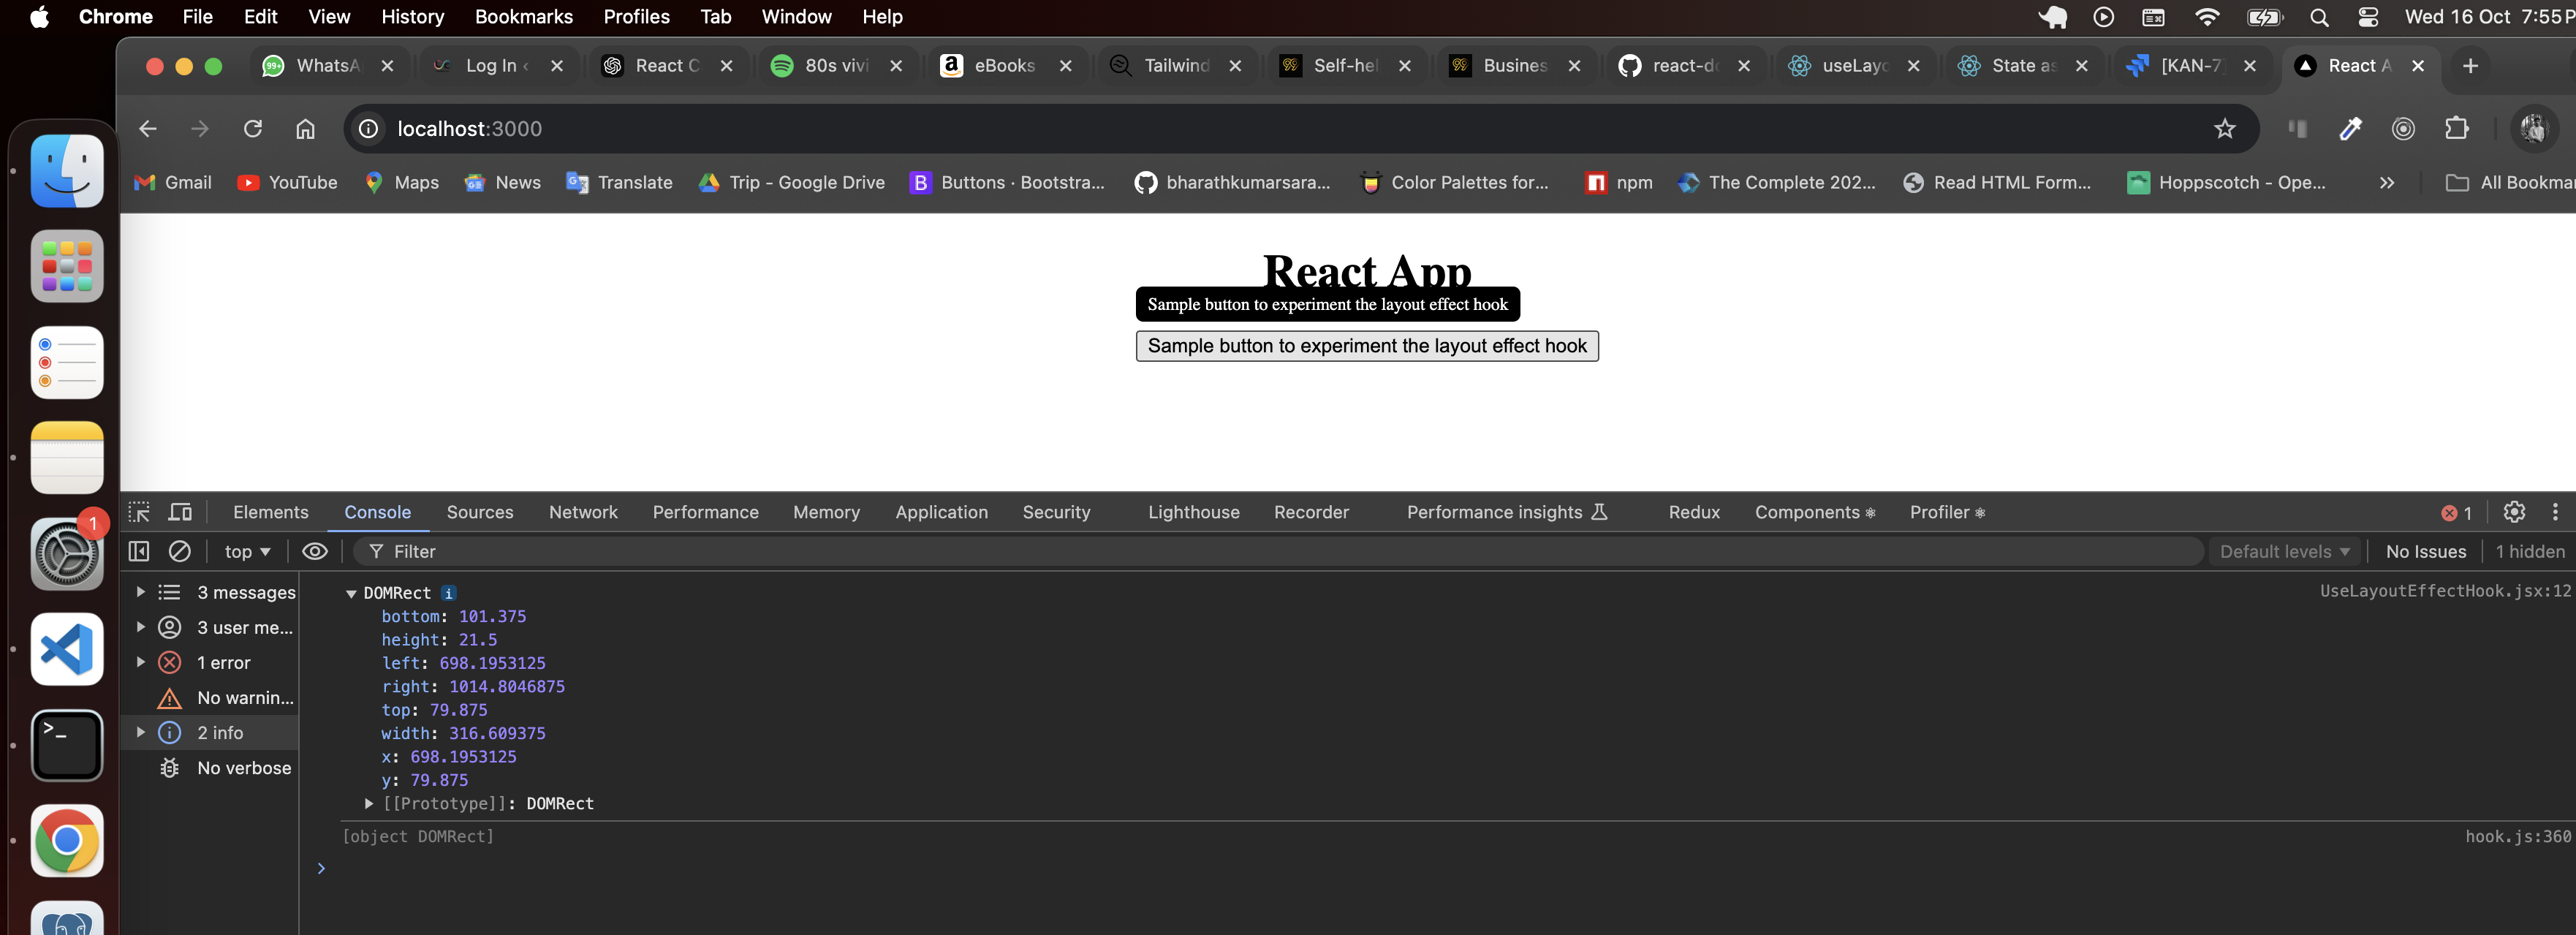 Chrome File Edit View History Bookmarks Profiles Tab Window Help Wed 16 Oct 7:55P
99+ WhatsA Log In React C 80s vivi eBooks Tailwind Self-hel Busines react-do useLayo State as [KAN-7] React A
localhost:3000
Gmail YouTube Maps News Translate Trip - Google Drive Buttons · Bootstra... bharathkumarsara... Color Palettes for... npm The Complete 202... Read HTML Form... Hoppscotch - Ope... All Bookmar
React App
Sample button to experiment the layout effect hook
Sample button to experiment the layout effect hook
Elements Console Sources Network Performance Memory Application Security Lighthouse Recorder Performance insights Redux Components Profiler 1
top Filter Default levels No Issues 1 hidden
3 messages
3 user me...
1 error
No warnin...
2 info
No verbose
DOMRect i UseLayoutEffectHook.jsx:12
bottom: 101.375
height: 21.5
left: 698.1953125
right: 1014.8046875
top: 79.875
width: 316.609375
x: 698.1953125
y: 79.875
[[Prototype]]: DOMRect
[object DOMRect] hook.js:360
1